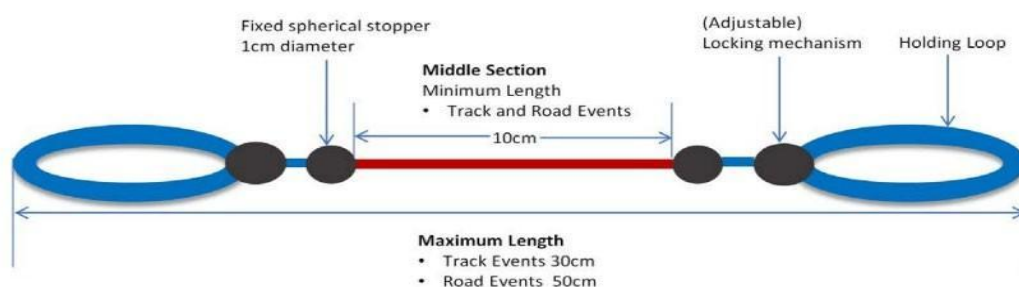 Fixed spherical stopper
1cm diameter
(Adjustable)
Locking mechanism
Holding Loop
Middle Section
Minimum Length
• Track and Road Events
10cm
Maximum Length
• Track Events 30cm
• Road Events 50cm